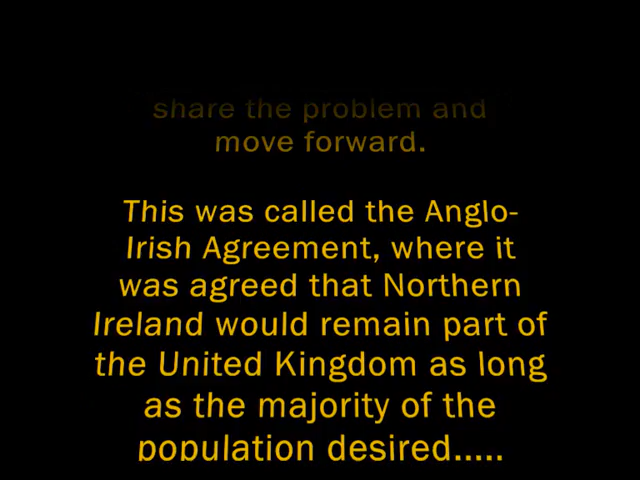 share the problem and
move forward.
This was called the Anglo-
Irish Agreement, where it
was agreed that Northern
Ireland would remain part of
the United Kingdom as long
as the majority of the
population desired.....